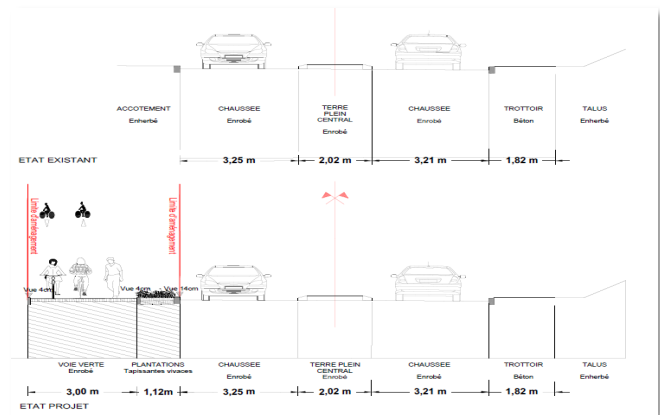 ACCOTEMENT
Enherbé
CHAUSSEE
Enrobé
TERRE
PLEIN
CENTRAL
Enrobé
CHAUSSEE
Enrobé
TROTTOIR
Béton
TALUS
Enherbé
ETAT EXISTANT
3,25 m
2,02 m
3,21 m
1,82 m
Limite d'aménagement
Limite d'aménagement
Vue 4cm
Vue 4cm
Vue 14cm
VOIE VERTE
Enrobé
PLANTATIONS
Tapissantes vivaces
CHAUSSEE
Enrobé
TERRE PLEIN
CENTRAL
Enrobé
CHAUSSEE
Enrobé
TROTTOIR
Béton
TALUS
Enherbé
3,00 m
1,12m
3,25 m
2,02 m
3,21 m
1,82 m
ETAT PROJET